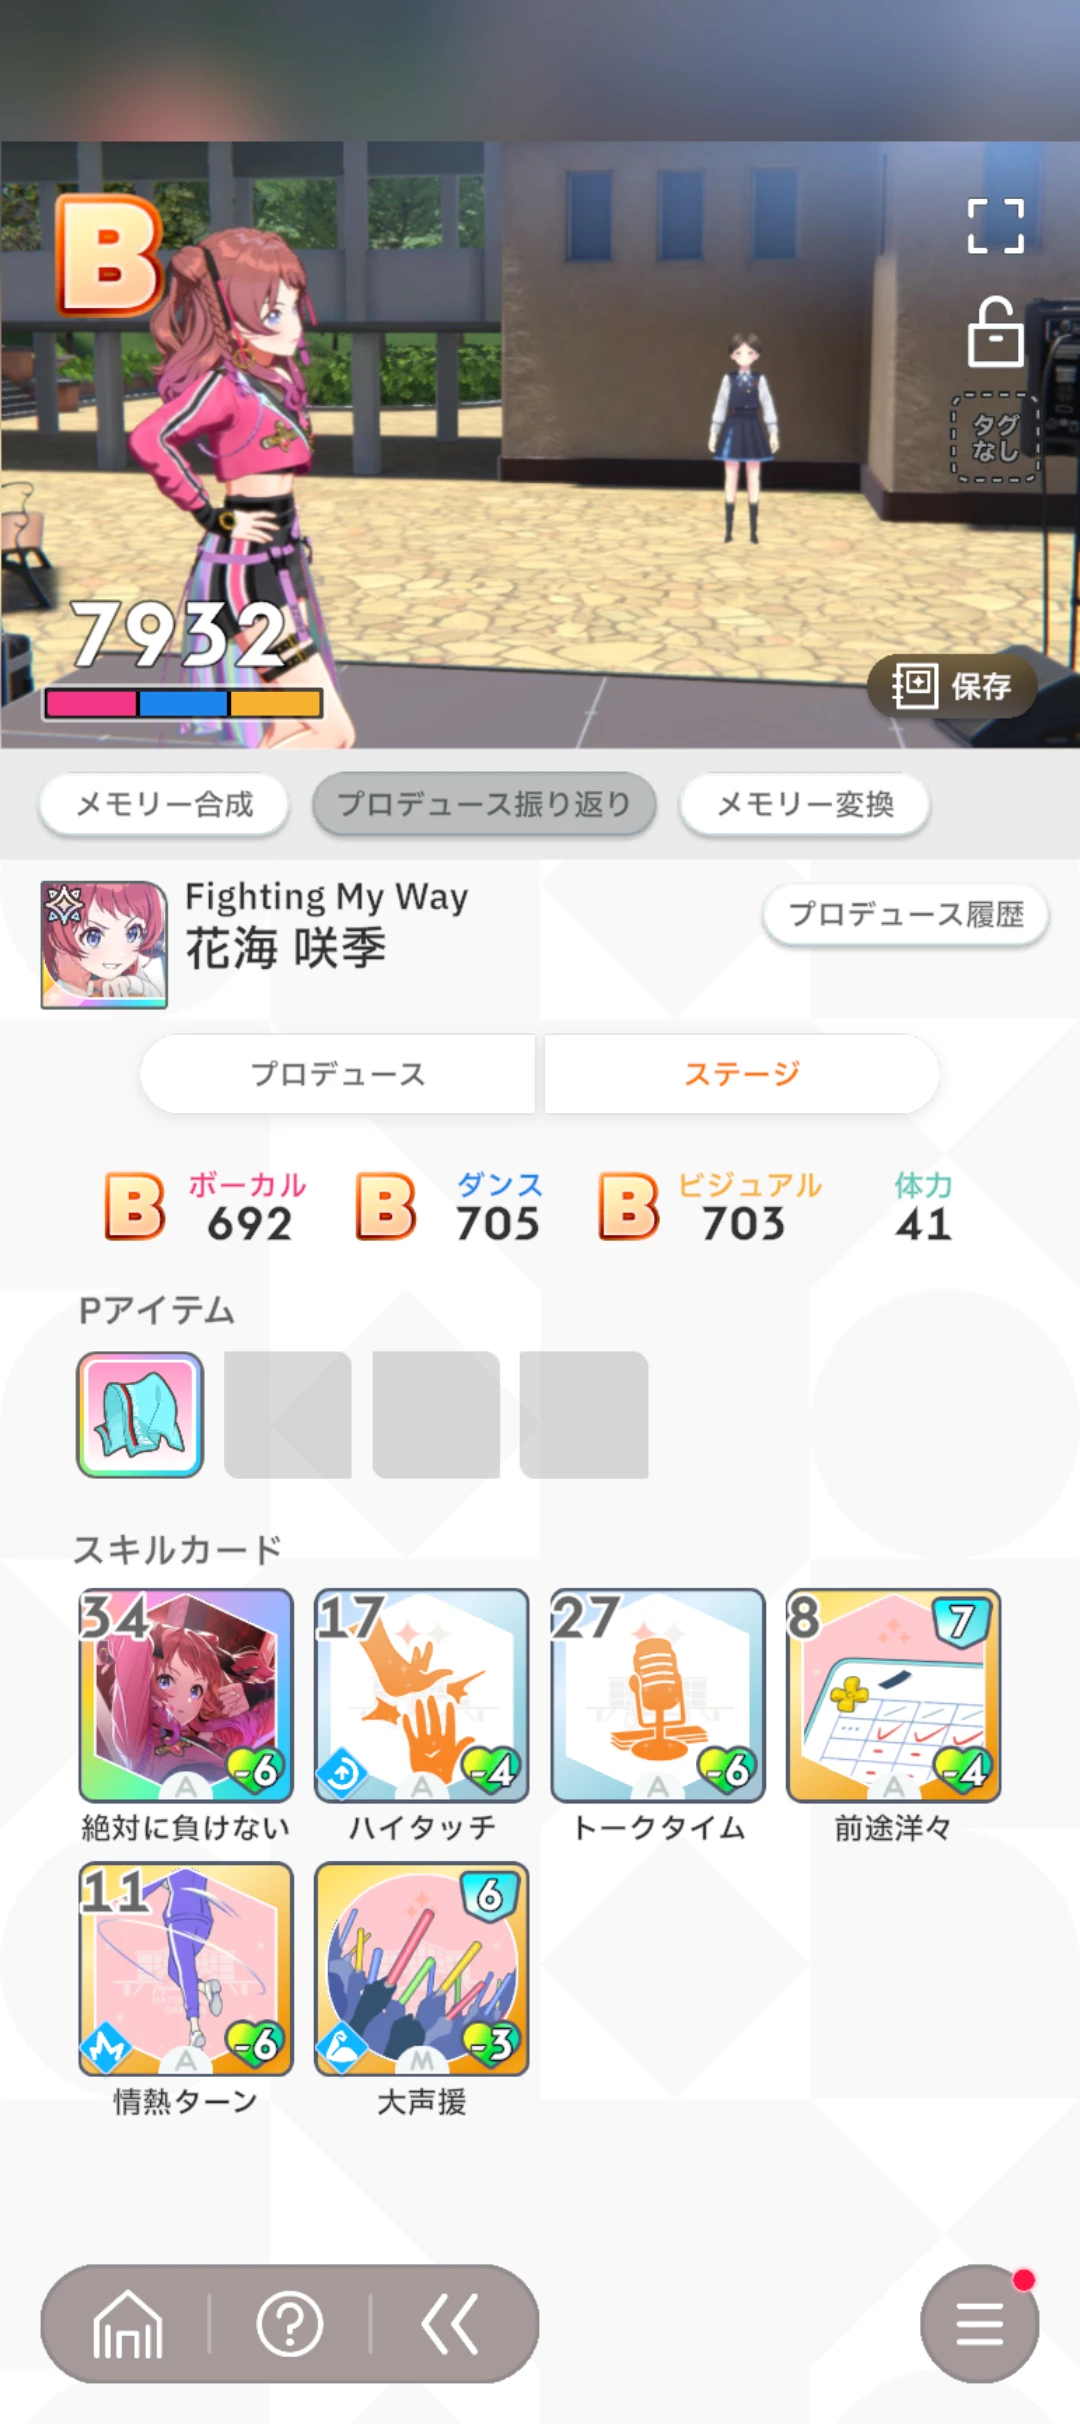 B
タグ
なし
7932
保存
メモリー合成 プロデュース振り返り メモリー変換
Fighting My Way
花海 咲季
プロデュース履歴
プロデュース ステージ
B ボーカル 692 B ダンス 705 B ビジュアル 703 体力 41
Pアイテム
スキルカード
34 A -6 17 A -4 27 A -6 8 7 A -4
絶対に負けない ハイタッチ トークタイム 前途洋々
11 A -6 6 M -3
情熱ターン 大声援